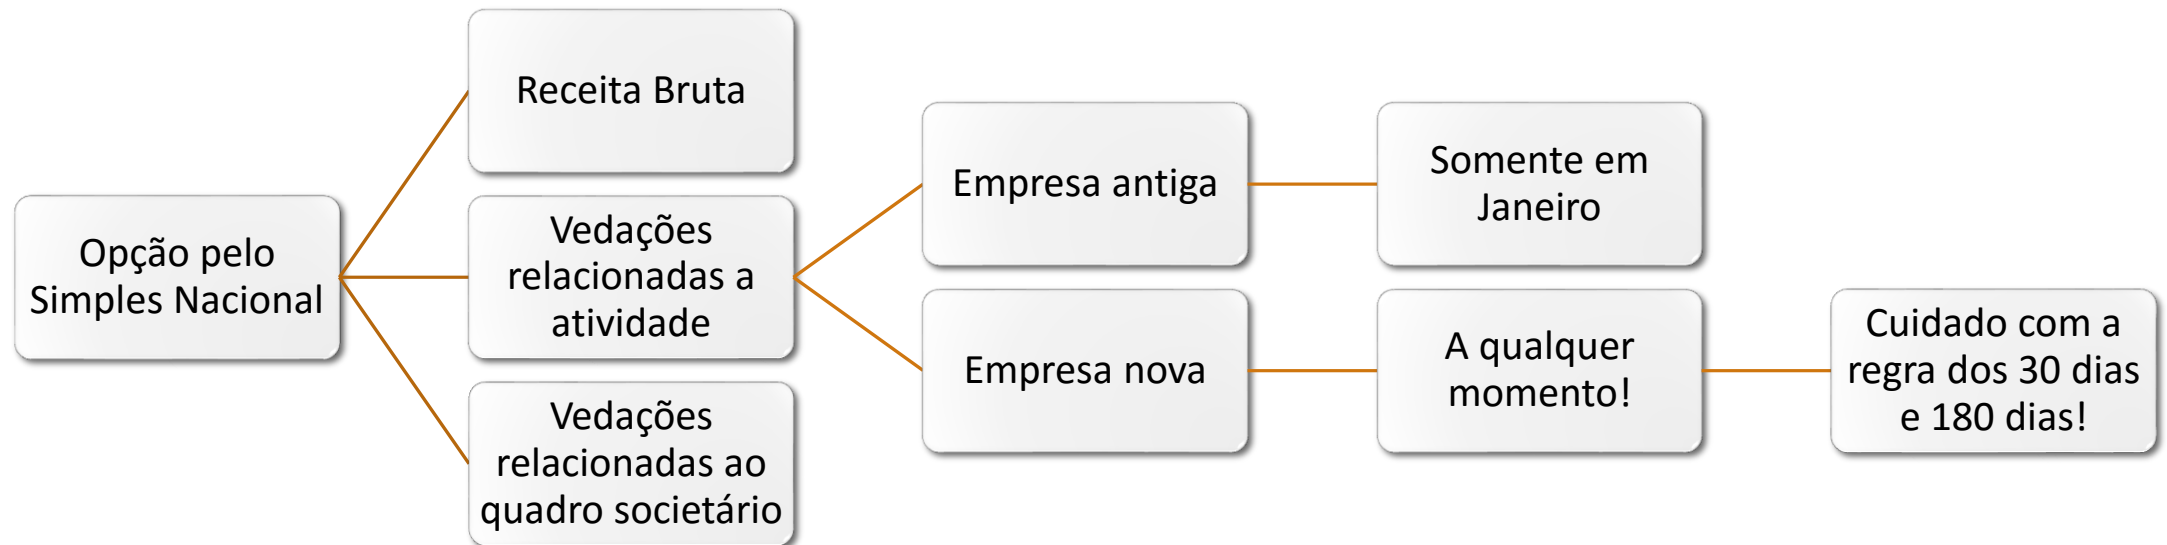 Opção pelo
Simples Nacional
Receita Bruta
Vedações
relacionadas a
atividade
Vedações
relacionadas ao
quadro societário
Empresa antiga
Empresa nova
Somente em
Janeiro
A qualquer
momento!
Cuidado com a
regra dos 30 dias
e 180 dias!